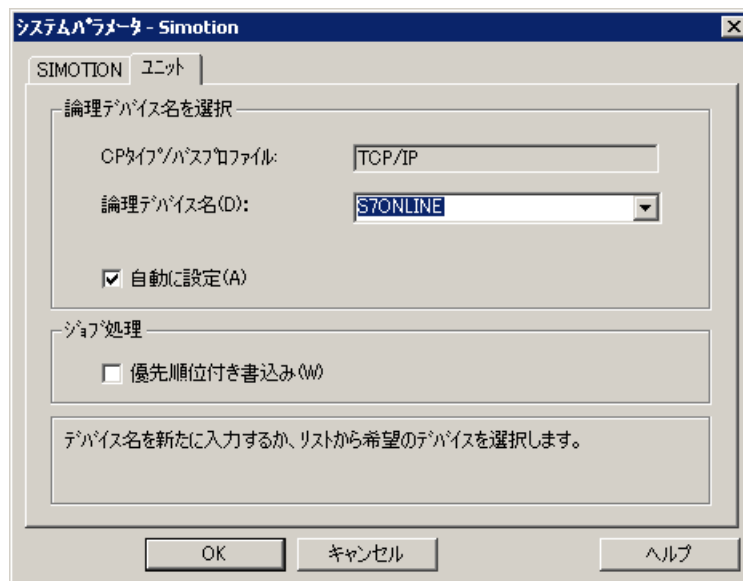 システムパラメータ - Simotion
SIMOTION
ユニット
論理デバイス名を選択
CPタイプ/バスプロファイル:
TCP/IP
論理デバイス名(D):
S7ONLINE
自動に設定(A)
ジョブ処理
優先順位付き書込み(W)
デバイス名を新たに入力するか、リストから希望のデバイスを選択します。
OK
キャンセル
ヘルプ